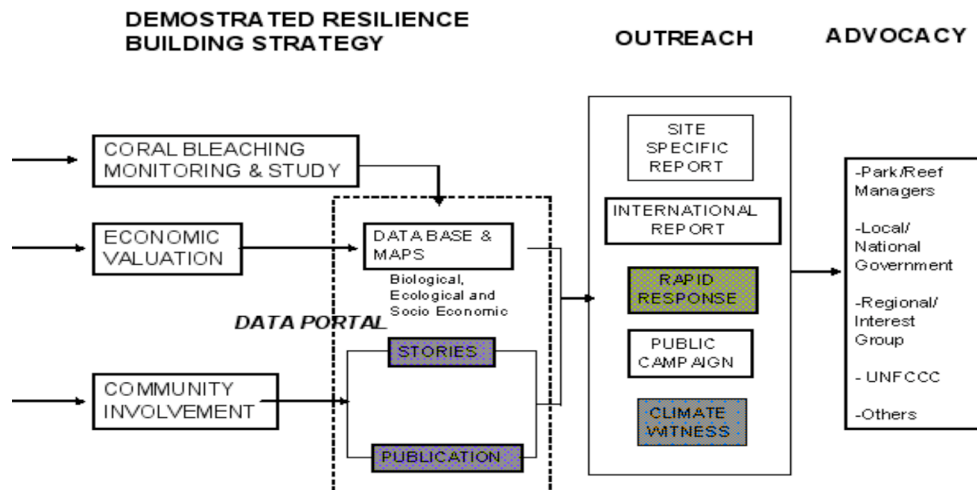 DEMOSTRATED RESILIENCE
BUILDING STRATEGY
OUTREACH
ADVOCACY
CORAL BLEACHING
MONITORING & STUDY
ECONOMIC
VALUATION
COMMUNITY
INVOLVEMENT
DATA BASE &
MAPS
Biological,
Ecological and
Socio Economic
DATA PORTAL
STORIES
PUBLICATION
SITE
SPECIFIC
REPORT
INTERNATIONAL
REPORT
RAPID
RESPONSE
PUBLIC
CAMPAIGN
CLIMATE
WITNESS
-Park/Reef
Managers
-Local/
National
Government
-Regional/
Interest
Group
- UNFCCC
-Others